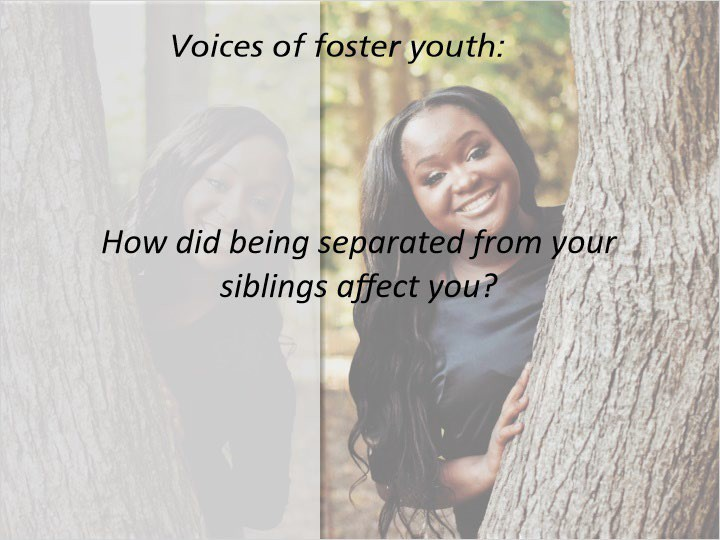 Voices of foster youth:
How did being separated from your
siblings affect you?